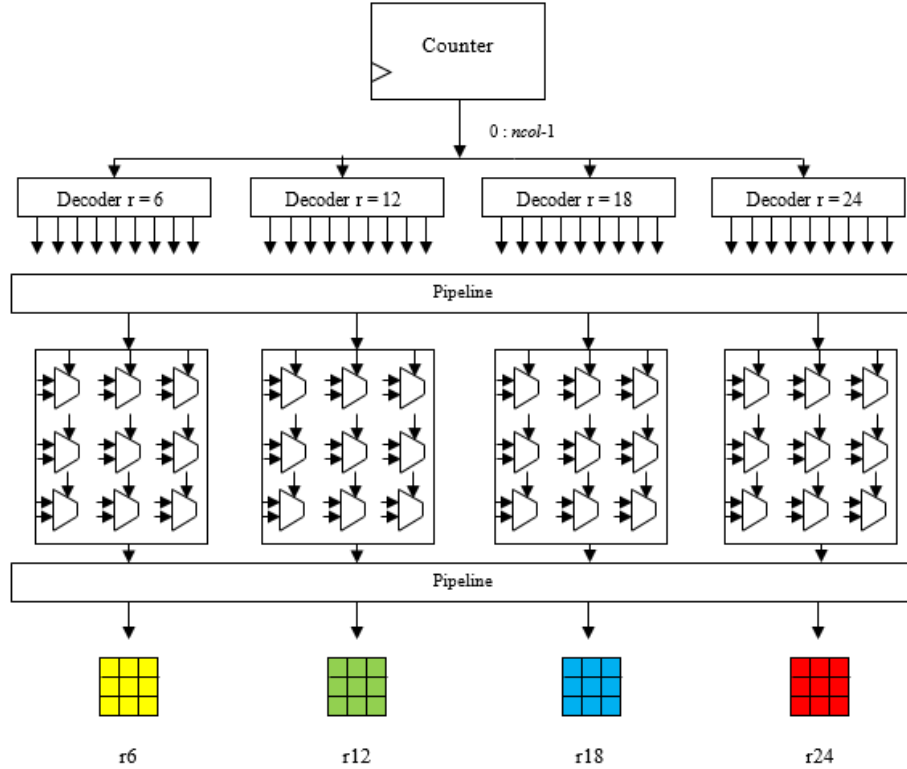 Counter
0 : ncol-1
Decoder r = 6
Decoder r = 12
Decoder r = 18
Decoder r = 24
Pipeline
Pipeline
r6
r12
r18
r24